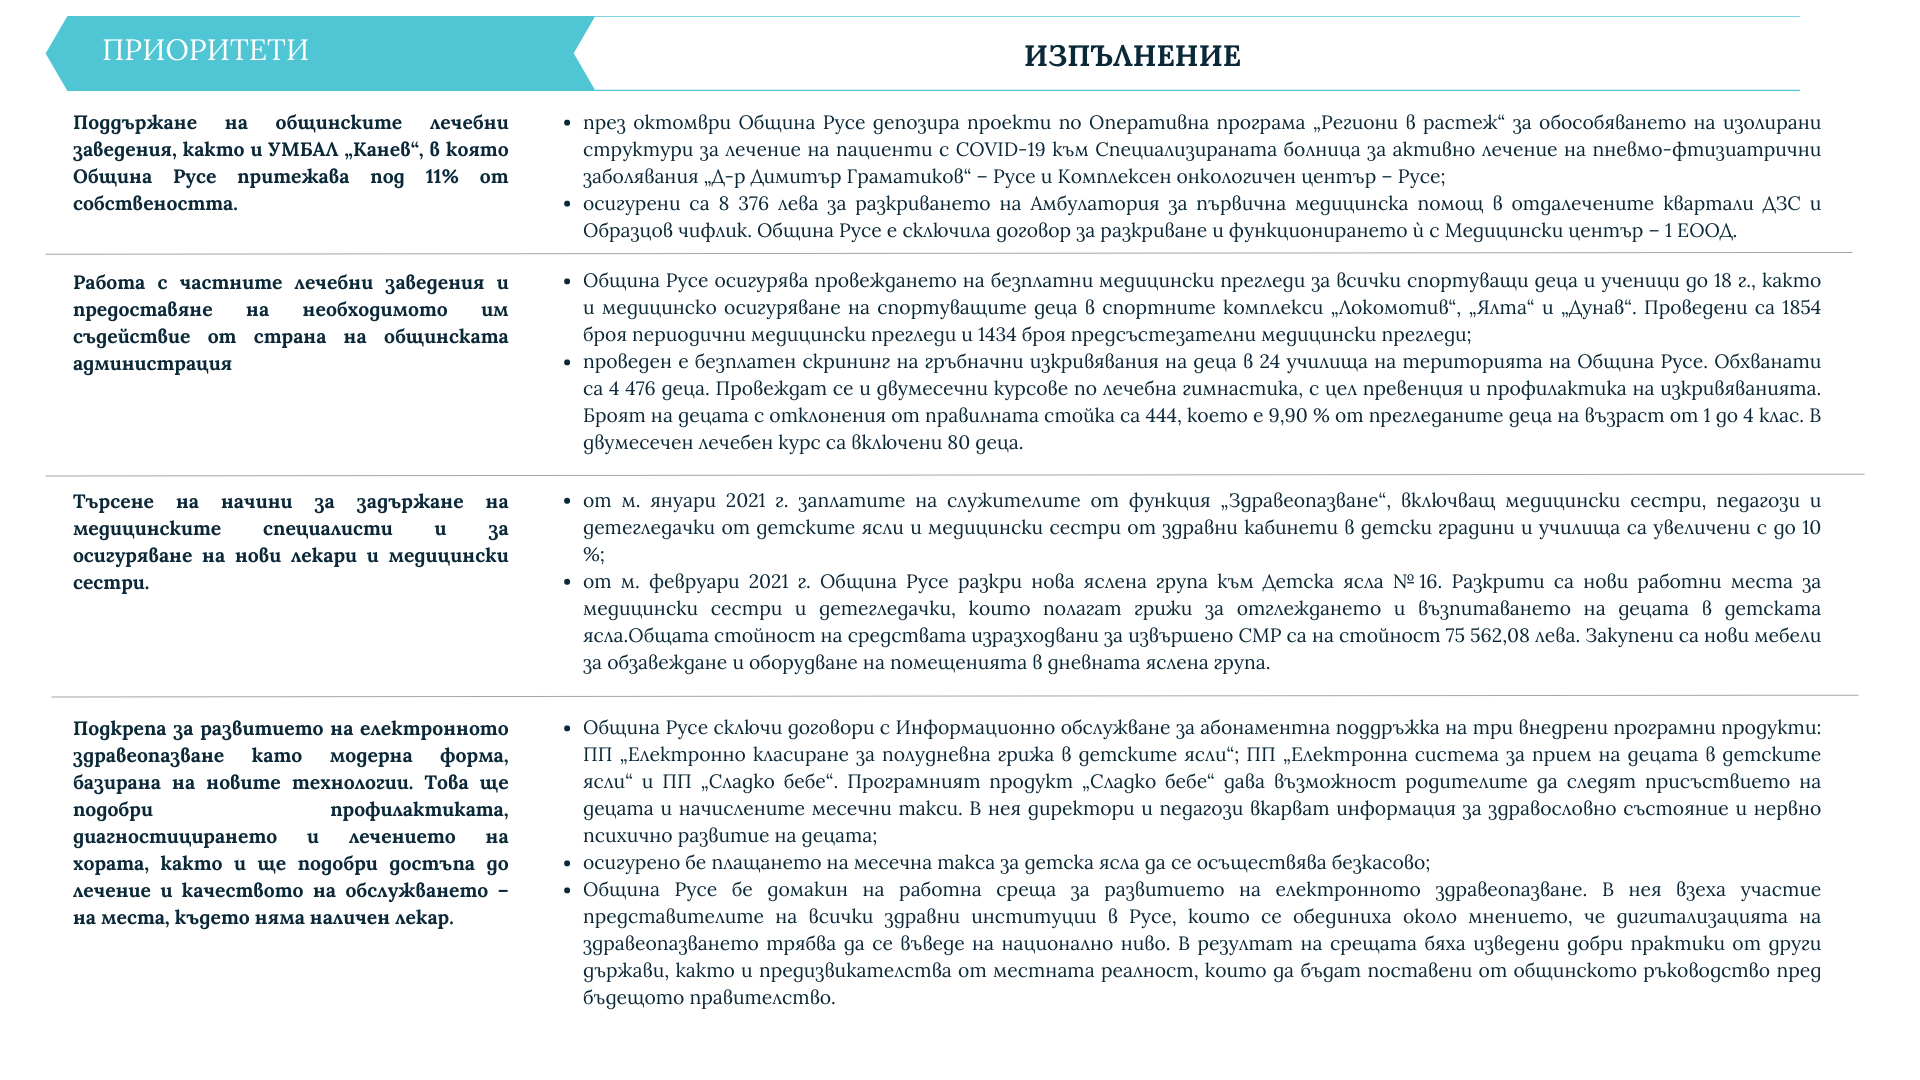 ПРИОРИТЕТИ
ИЗПЪЛНЕНИЕ
Поддържане на общинските лечебни
заведения, както и УМБАЛ „Канев“, в която
Община Русе притежава под 11% от
собствеността.
през октомври Община Русе депозира проекти по Оперативна програма „Региони в растеж“ за обособяването на изолирани
структури за лечение на пациенти с COVID-19 към Специализираната болница за активно лечение на пневмо-фтизиатрични
заболявания „Д-р Димитър Граматиков“ – Русе и Комплексен онкологичен център – Русе;
осигурени са 8 376 лева за разкриването на Амбулатория за първична медицинска помощ в отдалечените квартали ДЗС и
Образцов чифлик. Община Русе е сключила договор за разкриване и функционирането ѝ с Медицински център – 1 ЕООД.
Работа с частните лечебни заведения и
предоставяне на необходимото им
съдействие от страна на общинската
администрация
Община Русе осигурява провеждането на безплатни медицински прегледи за всички спортуващи деца и ученици до 18 г., както
и медицинско осигуряване на спортуващите деца в спортните комплекси „Локомотив“, „Ялта“ и „Дунав“. Проведени са 1854
броя периодични медицински прегледи и 1434 броя предсъстезателни медицински прегледи;
проведен е безплатен скрининг на гръбначни изкривявания на деца в 24 училища на територията на Община Русе. Обхванати
са 4 476 деца. Провеждат се и двумесечни курсове по лечебна гимнастика, с цел превенция и профилактика на изкривяванията.
Броят на децата с отклонения от правилната стойка са 444, което е 9,90 % от прегледаните деца на възраст от 1 до 4 клас. В
двумесечен лечебен курс са включени 80 деца.
Търсене на начини за задържане на
медицинските специалисти и за
осигуряване на нови лекари и медицински
сестри.
от м. януари 2021 г. заплатите на служителите от функция „Здравеопазване“, включващ медицински сестри, педагози и
детегледачки от детските ясли и медицински сестри от здравни кабинети в детски градини и училища са увеличени с до 10
%;
от м. февруари 2021 г. Община Русе разкри нова яслена група към Детска ясла № 16. Разкрити са нови работни места за
медицински сестри и детегледачки, които полагат грижи за отглеждането и възпитаването на децата в детската
ясла.Общата стойност на средствата изразходвани за извършено СМР са на стойност 75 562,08 лева. Закупени са нови мебели
за обзавеждане и оборудване на помещенията в дневната яслена група.
Подкрепа за развитието на електронното
здравеопазване като модерна форма,
базирана на новите технологии. Това ще
подобри профилактиката,
диагностицирането и лечението на
хората, както и ще подобри достъпа до
лечение и качеството на обслужването –
на места, където няма наличен лекар.
Община Русе сключи договори с Информационно обслужване за абонаментна поддръжка на три внедрени програмни продукти:
ПП „Електронно класиране за полудневна грижа в детските ясли“; ПП „Електронна система за прием на децата в детските
ясли“ и ПП „Сладко бебе“. Програмният продукт „Сладко бебе“ дава възможност родителите да следят присъствието на
децата и начислените месечни такси. В нея директори и педагози вкарват информация за здравословно състояние и нервно
психично развитие на децата;
осигурено бе плащането на месечна такса за детска ясла да се осъществява безкасово;
Община Русе бе домакин на работна среща за развитието на електронното здравеопазване. В нея взеха участие
представителите на всички здравни институции в Русе, които се обединиха около мнението, че дигитализацията на
здравеопазването трябва да се въведе на национално ниво. В резултат на срещата бяха изведени добри практики от други
държави, както и предизвикателства от местната реалност, които да бъдат поставени от общинското ръководство пред
бъдещото правителство.